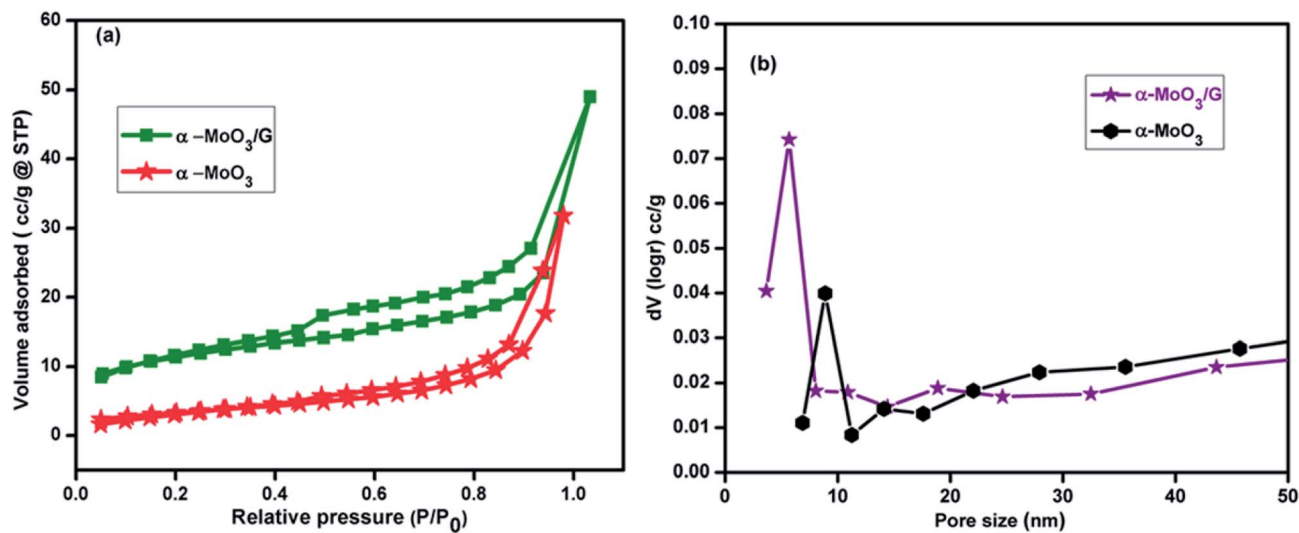 (a)
α –MoO₃/G
α –MoO₃
Volume adsorbed ( cc/g @ STP)
60
50
40
30
20
10
0
0.0 0.2 0.4 0.6 0.8 1.0
Relative pressure (P/P₀)
(b)
α-MoO₃/G
α-MoO₃
dV (logr) cc/g
0.10
0.09
0.08
0.07
0.06
0.05
0.04
0.03
0.02
0.01
0.00
0 10 20 30 40 50
Pore size (nm)